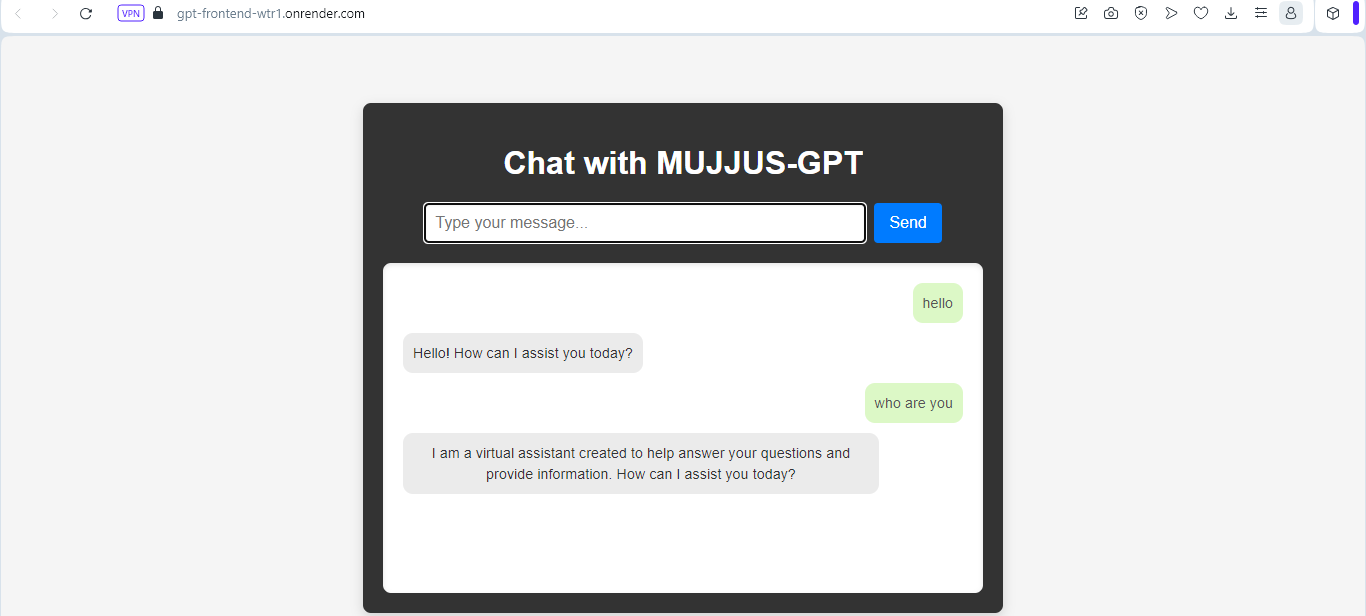 VPN
gpt-frontend-wtr1.onrender.com
Chat with MUJJUS-GPT
Type your message...
Send
hello
Hello! How can I assist you today?
who are you
I am a virtual assistant created to help answer your questions and
provide information. How can I assist you today?